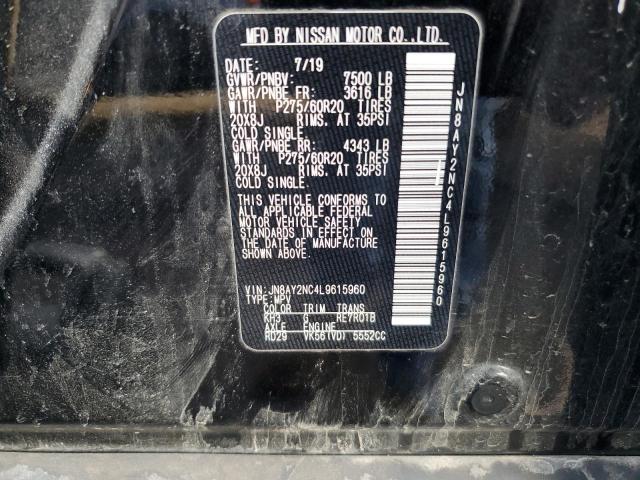 MFD BY NISSAN MOTOR CO.,LTD.
DATE: 7/19
GVWR/PNBV: 7500 LB
GAWR/PNBE FR: 3616 LB
WITH P275/60R20 TIRES
20X8J RIMS. AT 35PSI
COLD SINGLE.
GAWR/PNBE RR: 4343 LB
WITH P275/60R20 TIRES
20X8J RIMS. AT 35PSI
COLD SINGLE.
THIS VEHICLE CONFORMS TO
ALL APPLICABLE FEDERAL
MOTOR VEHICLE SAFETY
STANDARDS IN EFFECT ON
THE DATE OF MANUFACTURE
SHOWN ABOVE.
VIN: JN8AY2NC4L9615960
TYPE: MPV
COLOR TRIM TRANS
KH3 G RE7R01B
AXLE ENGINE
RD29 VK56(VD) 5552CC
JN8AY2NC4L9615960